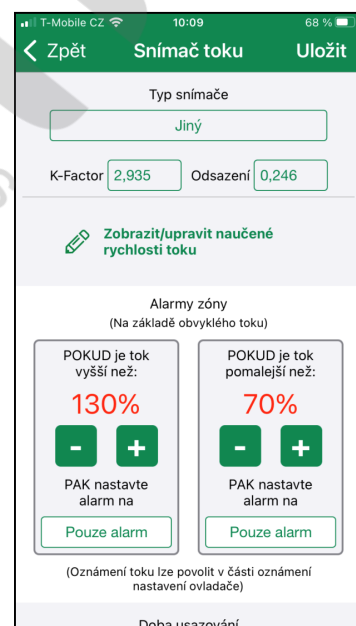 T-Mobile CZ 10:09 68 %
Zpět Snímač toku Uložit
Typ snímače
Jiný
K-Factor 2,935 Odsazení 0,246
Zobrazit/upravit naučené
rychlosti toku
Alarmy zóny
(Na základě obvyklého toku)
POKUD je tok
vyšší než:
130%
- +
PAK nastavte
alarm na
Pouze alarm
POKUD je tok
pomalejší než:
70%
- +
PAK nastavte
alarm na
Pouze alarm
(Oznámení toku lze povolit v části oznámení
nastavení ovladače)
Doba usazování